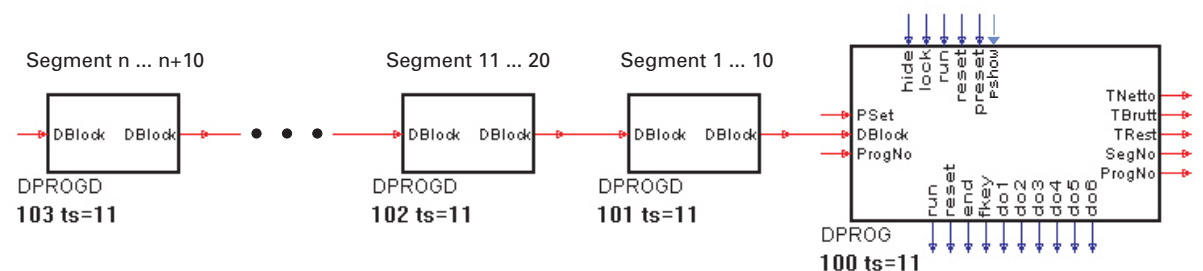 Segment n ... n+10
Segment 11 ... 20
Segment 1 ... 10
DBlock DBlock
DPROGD
103 ts=11
DBlock DBlock
DPROGD
102 ts=11
DBlock DBlock
DPROGD
101 ts=11
hide
lock
run
reset
preset
Pshow
PSet
DBlock
ProgNo
TNetto
TBrutt
TRest
SegNo
ProgNo
run
reset
end
fkey
do1
do2
do3
do4
do5
do6
DPROG
100 ts=11